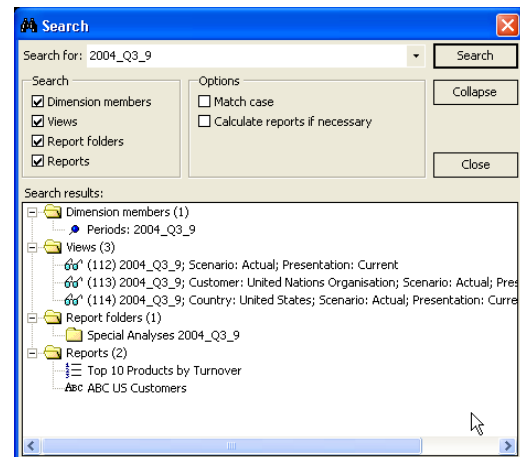 Search
Search for: 2004_Q3_9
Search
Search
Options
Dimension members
Match case
Collapse
Views
Calculate reports if necessary
Report folders
Reports
Close
Search results:
Dimension members (1)
Periods: 2004_Q3_9
Views (3)
(112) 2004_Q3_9; Scenario: Actual; Presentation: Current
(113) 2004_Q3_9; Customer: United Nations Organisation; Scenario: Actual; Pres
(114) 2004_Q3_9; Country: United States; Scenario: Actual; Presentation: Curre
Report folders (1)
Special Analyses 2004_Q3_9
Reports (2)
Top 10 Products by Turnover
ABC ABC US Customers